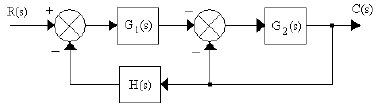 R(s) + G₁(s) − G₂(s) C(s)
− −
H(s)